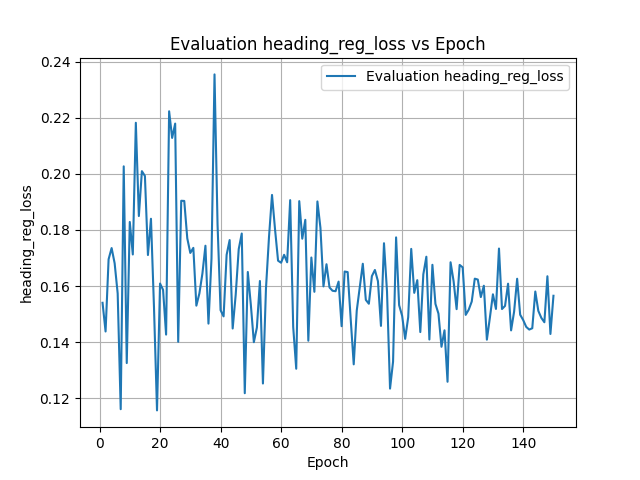 Evaluation heading_reg_loss vs Epoch
Evaluation heading_reg_loss
heading_reg_loss
0.24
0.22
0.20
0.18
0.16
0.14
0.12
0 20 40 60 80 100 120 140
Epoch